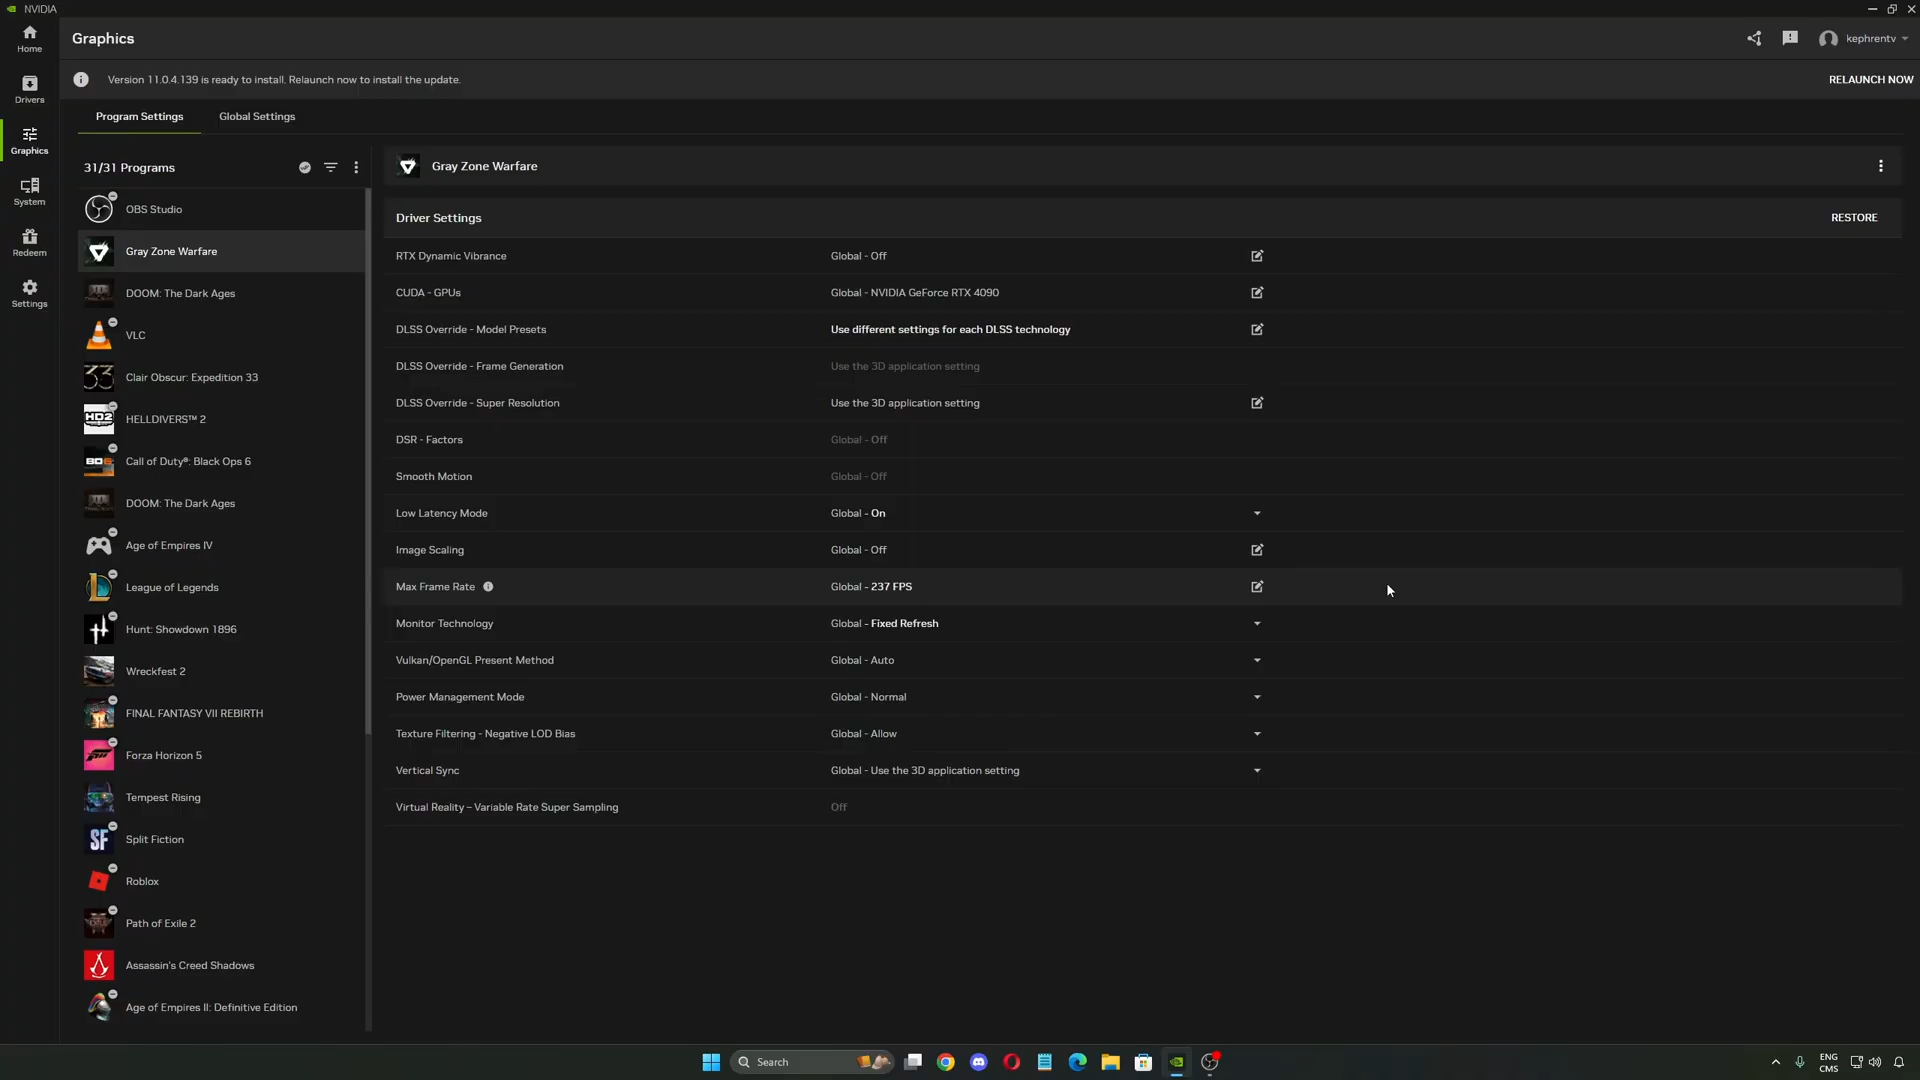 NVIDIA
Home
Drivers
Graphics
System
Redeem
Settings
Graphics
kephrentv
Version 11.0.4.139 is ready to install. Relaunch now to install the update.
RELAUNCH NOW
Program Settings
Global Settings
31/31 Programs
OBS Studio
Gray Zone Warfare
DOOM: The Dark Ages
VLC
Clair Obscur: Expedition 33
HELLDIVERS™ 2
Call of Duty®: Black Ops 6
DOOM: The Dark Ages
Age of Empires IV
League of Legends
Hunt: Showdown 1896
Wreckfest 2
FINAL FANTASY VII REBIRTH
Forza Horizon 5
Tempest Rising
Split Fiction
Roblox
Path of Exile 2
Assassin's Creed Shadows
Age of Empires II: Definitive Edition
Gray Zone Warfare
Driver Settings
RESTORE
RTX Dynamic Vibrance Global - Off
CUDA - GPUs Global - NVIDIA GeForce RTX 4090
DLSS Override - Model Presets Use different settings for each DLSS technology
DLSS Override - Frame Generation Use the 3D application setting
DLSS Override - Super Resolution Use the 3D application setting
DSR - Factors Global - Off
Smooth Motion Global - Off
Low Latency Mode Global - On
Image Scaling Global - Off
Max Frame Rate Global - 237 FPS
Monitor Technology Global - Fixed Refresh
Vulkan/OpenGL Present Method Global - Auto
Power Management Mode Global - Normal
Texture Filtering - Negative LOD Bias Global - Allow
Vertical Sync Global - Use the 3D application setting
Virtual Reality – Variable Rate Super Sampling Off
Search
ENG
CMS